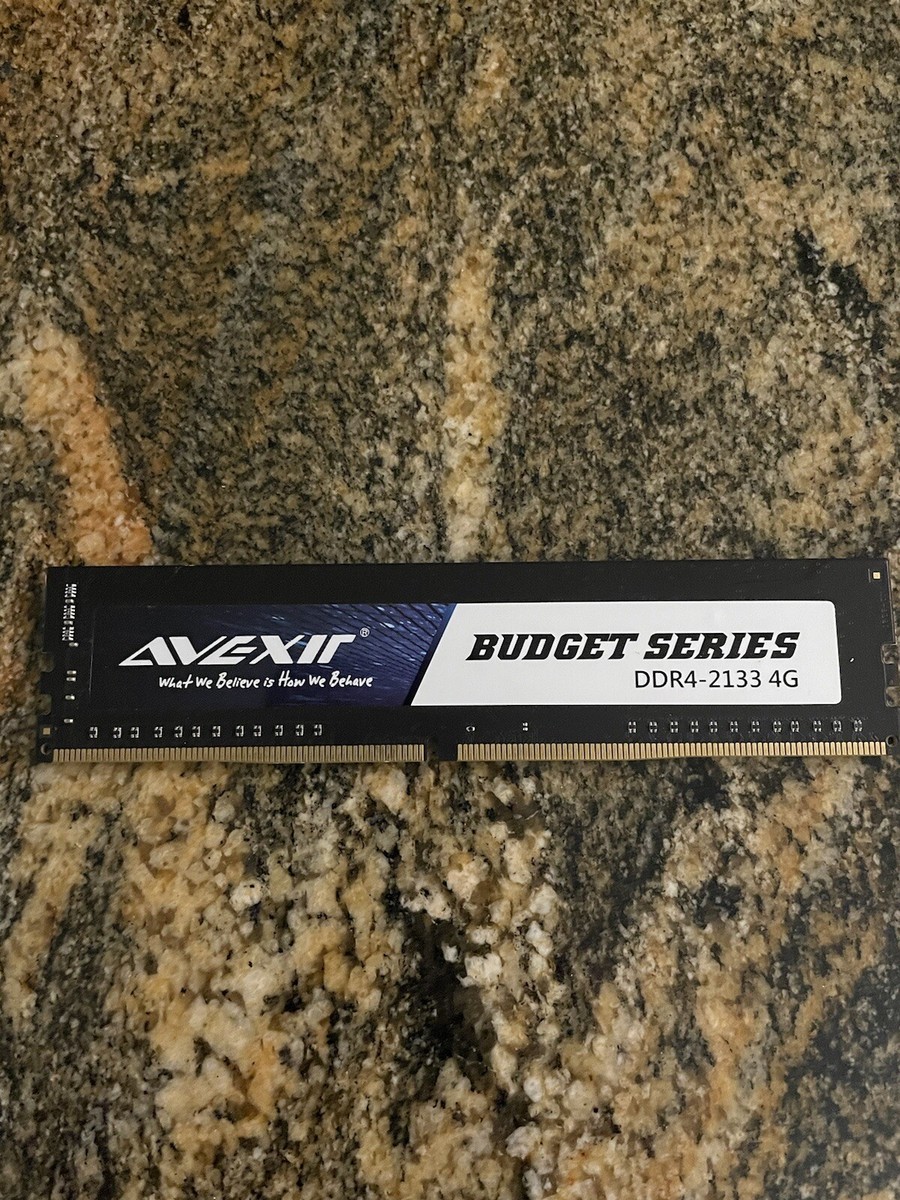 AVEXIR®
What We Believe is How We Behave
BUDGET SERIES
DDR4-2133 4G